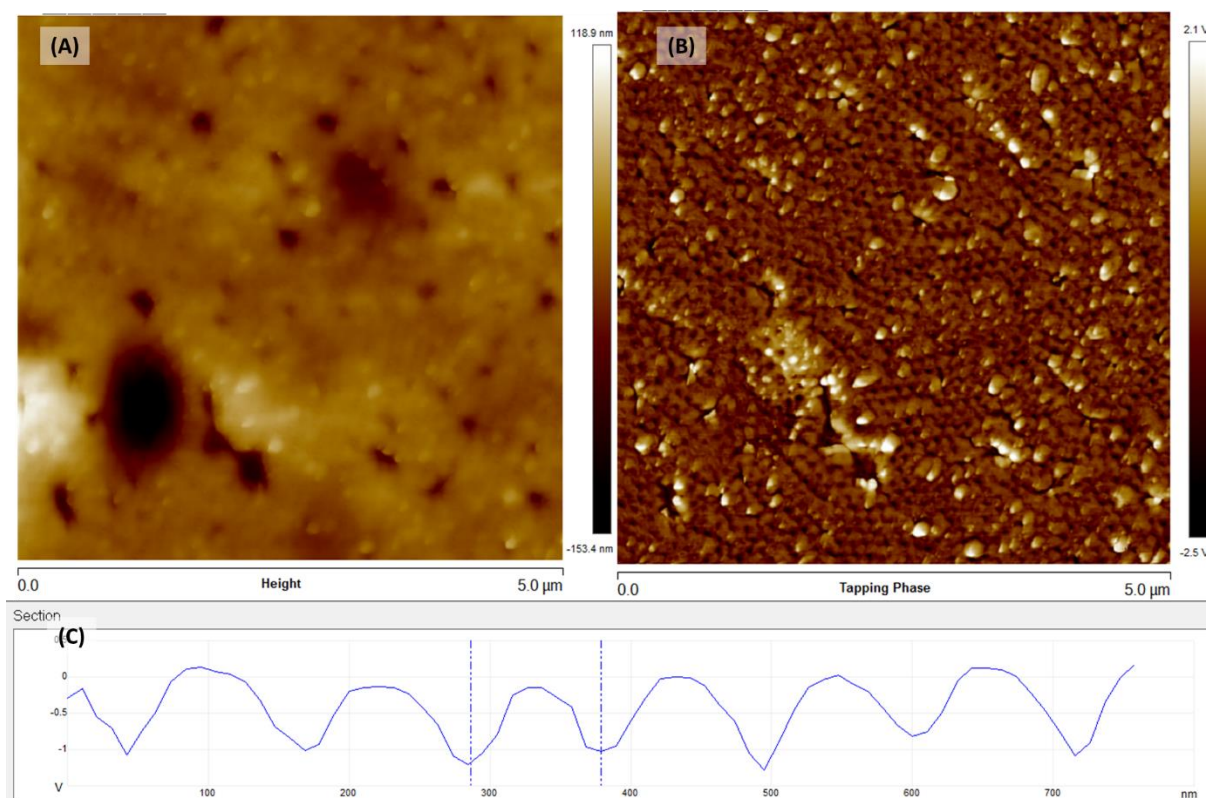 (A)
118.9 nm
-153.4 nm
0.0 Height 5.0 µm
(B)
2.1 V
-2.5 V
0.0 Tapping Phase 5.0 µm
Section
(C)
0
-0.5
-1
V
100 200 300 400 500 600 700 nm